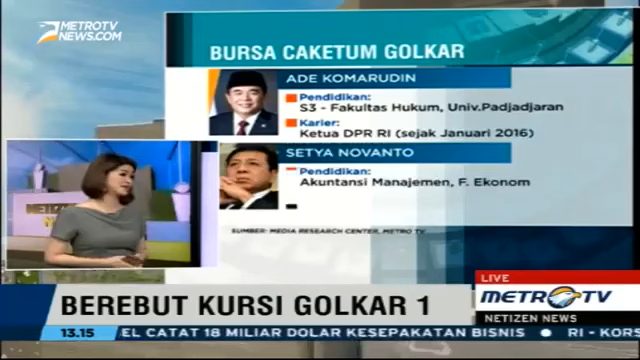 METROTV
NEWS.COM
BURSA CAKETUM GOLKAR
ADE KOMARUDIN
Pendidikan:
S3 - Fakultas Hukum, Univ.Padjadjaran
Karier:
Ketua DPR RI (sejak Januari 2016)
SETYA NOVANTO
Pendidikan:
Akuntansi Manajemen, F. Ekonom
SUMBER: MEDIA RESEARCH CENTER, METRO TV
BEREBUT KURSI GOLKAR 1
LIVE
METRO TV
NETIZEN NEWS
13.15 EL CATAT 18 MILIAR DOLAR KESEPAKATAN BISNIS RI - KORS